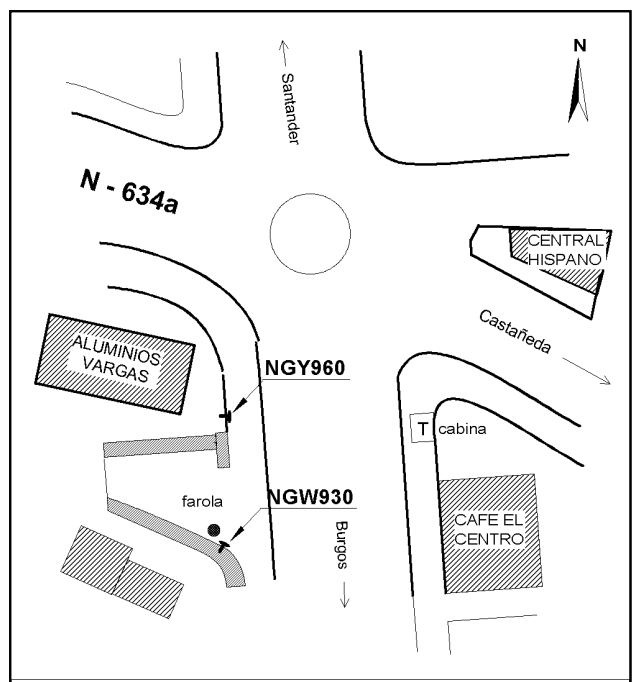 Santander
N
N - 634a
CENTRAL
HISPANO
Castañeda
ALUMINIOS
VARGAS
NGY960
T cabina
NGW930
farola
Burgos
CAFE EL
CENTRO